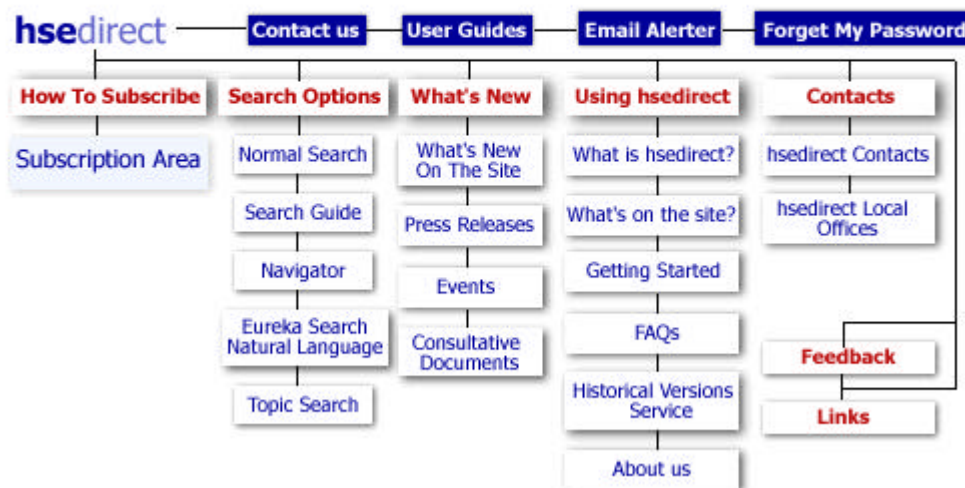 hsedirect
Contact us
User Guides
Email Alerter
Forget My Password
How To Subscribe
Subscription Area
Search Options
Normal Search
Search Guide
Navigator
Eureka Search
Natural Language
Topic Search
What's New
What's New
On The Site
Press Releases
Events
Consultative
Documents
Using hsedirect
What is hsedirect?
What's on the site?
Getting Started
FAQs
Historical Versions
Service
About us
Contacts
hsedirect Contacts
hsedirect Local
Offices
Feedback
Links